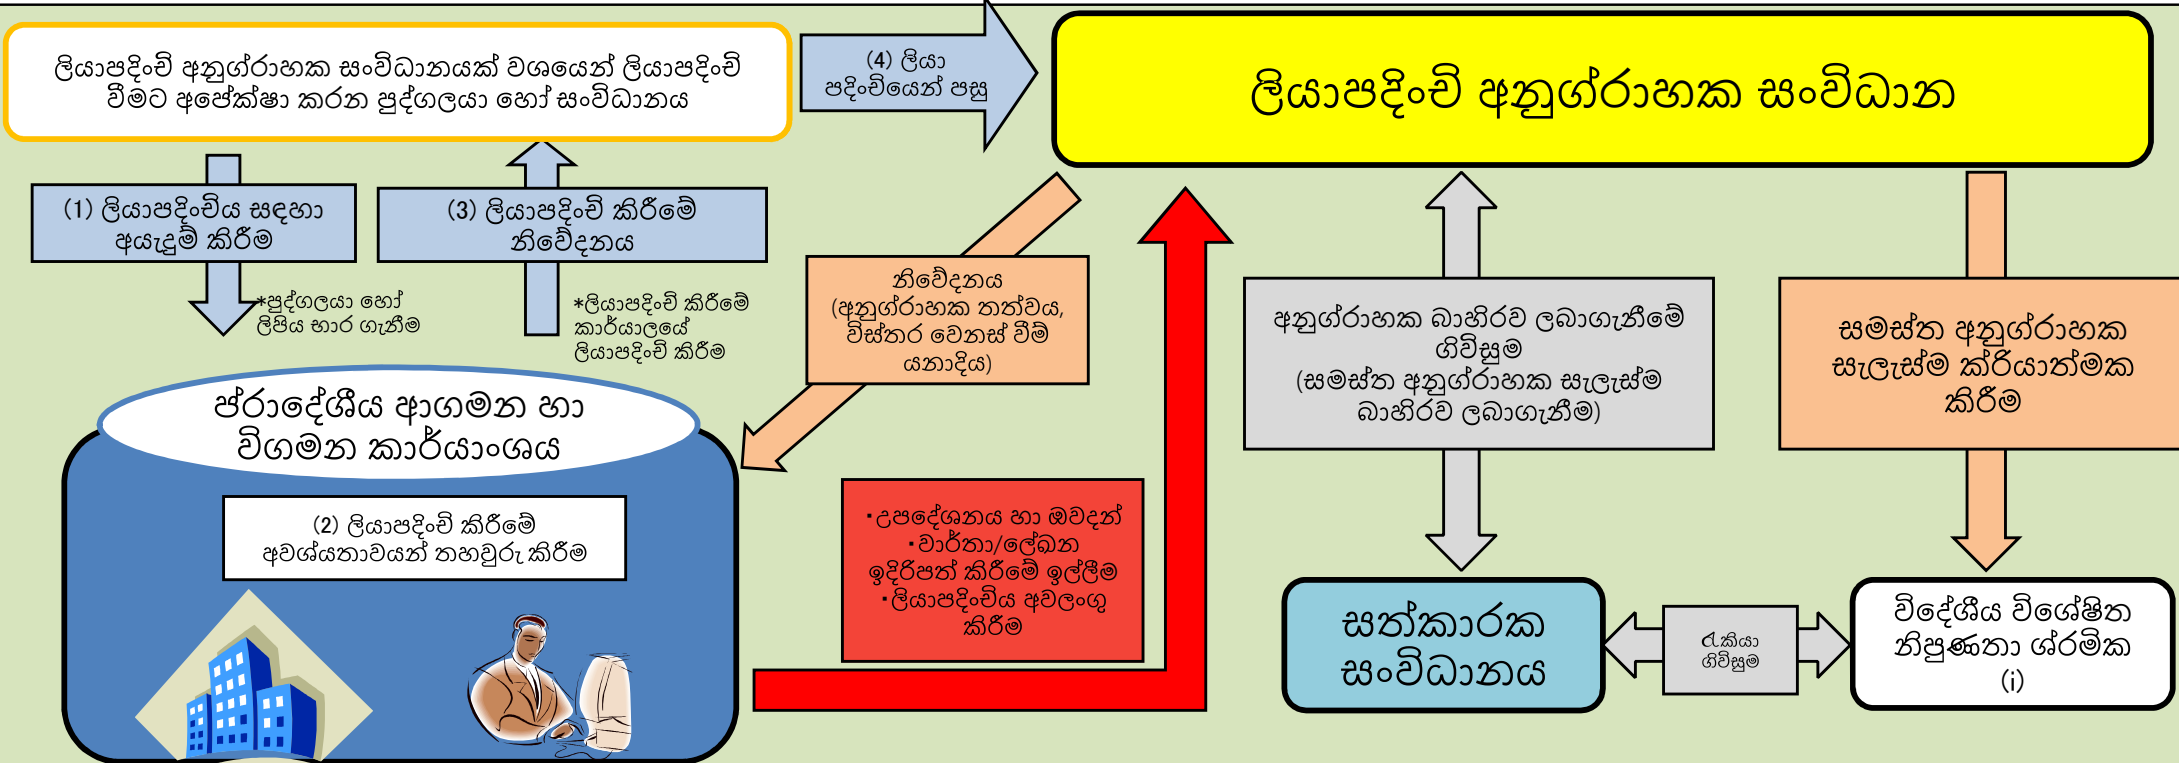 ලියාපදිංචි අනුග්රාහක සංවිධානයක් වශයෙන් ලියාපදිංචි
වීමට අපේක්ෂා කරන පුද්ගලයා හෝ සංවිධානය
(4) ලියා
පදිංචියෙන් පසු
ලියාපදිංචි අනුග්රාහක සංවිධාන
(1) ලියාපදිංචිය සඳහා
අයැදුම් කිරීම
(3) ලියාපදිංචි කිරීමේ
නිවේදනය
*පුද්ගලයා හෝ
ලිපිය භාර ගැනීම
*ලියාපදිංචි කිරීමේ
කාර්යාලයේ
ලියාපදිංචි කිරීම
නිවේදනය
(අනුග්රාහක තත්වය,
විස්තර වෙනස් වීම්
යනාදිය)
අනුග්රාහක බාහිරව ලබාගැනීමේ
ගිවිසුම
(සමස්ත අනුග්රාහක සැලැස්ම
බාහිරව ලබාගැනීම)
සමස්ත අනුග්රාහක
සැලැස්ම ක්රියාත්මක
කිරීම
ප්රාදේශීය ආගමන හා
විගමන කාර්යාංශය
(2) ලියාපදිංචි කිරීමේ
අවශ්යතාවයන් තහවුරු කිරීම
・උපදේශනය හා ඔවදන්
・වාර්තා/ලේඛන
ඉදිරිපත් කිරීමේ ඉල්ලීම
・ලියාපදිංචිය අවලංගු
කිරීම
සත්කාරක
සංවිධානය
රැකියා
ගිවිසුම
විදේශීය විශේෂිත
නිපුණතා ශ්රමික
(i)